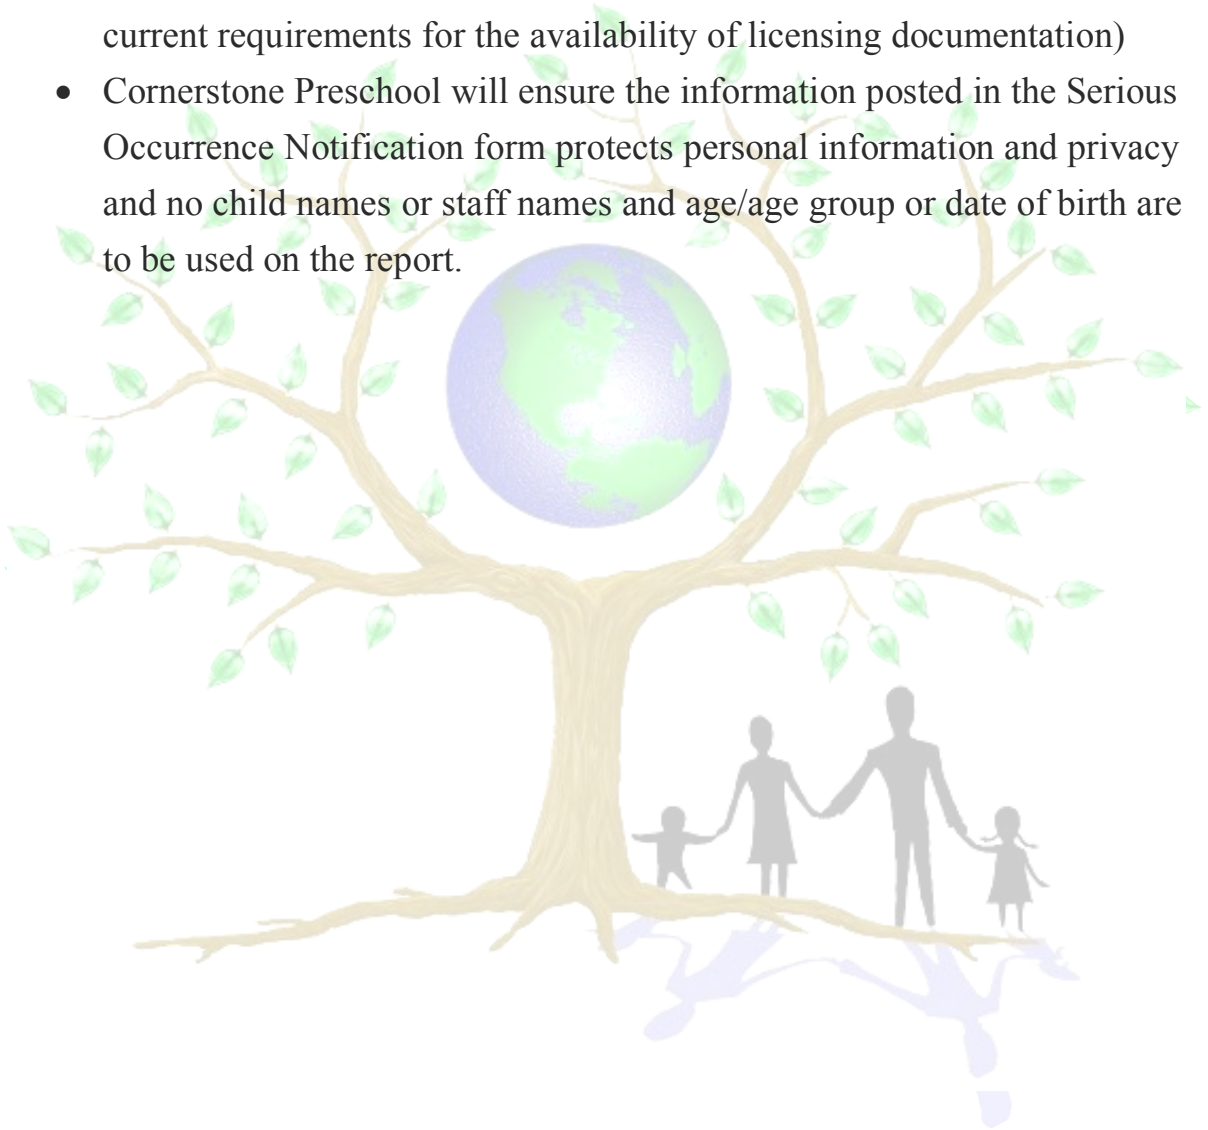 current requirements for the availability of licensing documentation)
• Cornerstone Preschool will ensure the information posted in the Serious
Occurrence Notification form protects personal information and privacy
and no child names or staff names and age/age group or date of birth are
to be used on the report.